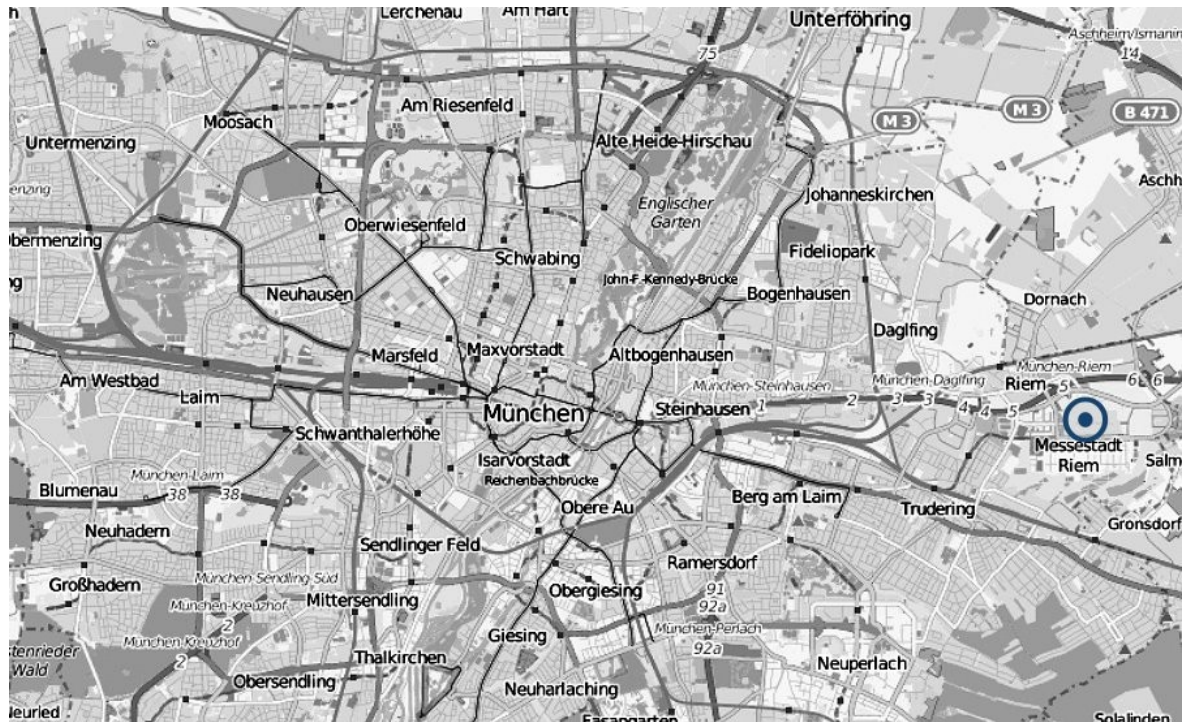 Lerchenau
Am Hart
Unterföhring
Aschheim/Ismaning
14
75
Am Riesenfeld
Moosach
M 3
M 3
B 471
Untermenzing
Alte Heide-Hirschau
menzing
Johanneskirchen
Englischer
Garten
Oberwiesenfeld
Obermenzing
Fideliopark
Schwabing
John-F.-Kennedy-Brücke
Neuhausen
Bogenhausen
Dornach
Daglfing
Marsfeld
Maxvorstadt
Altbogenhausen
München-Riem
Am Westbad
München-Steinhausen
München-Daglfing
Riem
5
6
6
Laim
München
Steinhausen
1
2
3
3
4
4
5
Schwanthalerhöhe
Messestadt
Riem
Isarvorstadt
Reichenbachbrücke
München-Laim
Blumenau
38
38
Berg am Laim
Obere Au
Trudering
Gronsdorf
Neuhadern
Sendlinger Feld
Ramersdorf
Großhadern
München-Sendling-Süd
Obergiesing
91
92a
Mittersendling
München-Kreuzhof
2
Giesing
München-Perlach
92a
München-Kreuzhof
2
Thalkirchen
Neuperlach
Wald
Obersendling
Neuharlaching
Fasangarten
Solalinden